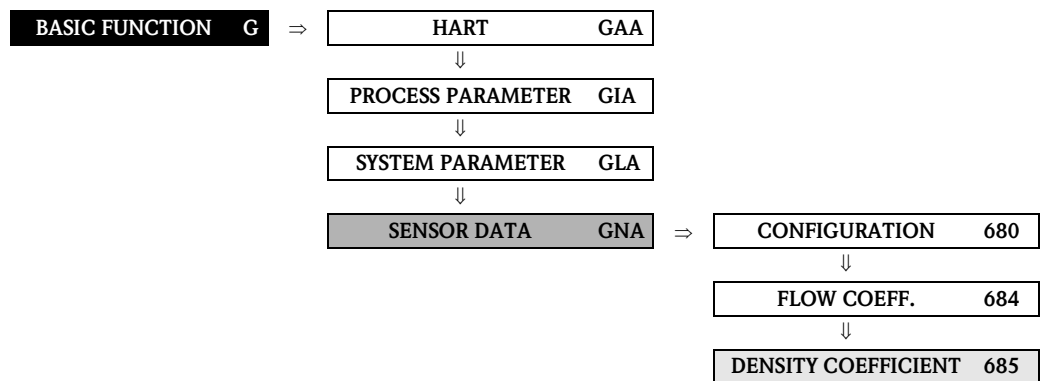 BASIC FUNCTION G ⇒ HART GAA
⇓
PROCESS PARAMETER GIA
⇓
SYSTEM PARAMETER GLA
⇓
SENSOR DATA GNA ⇒ CONFIGURATION 680
⇓
FLOW COEFF. 684
⇓
DENSITY COEFFICIENT 685